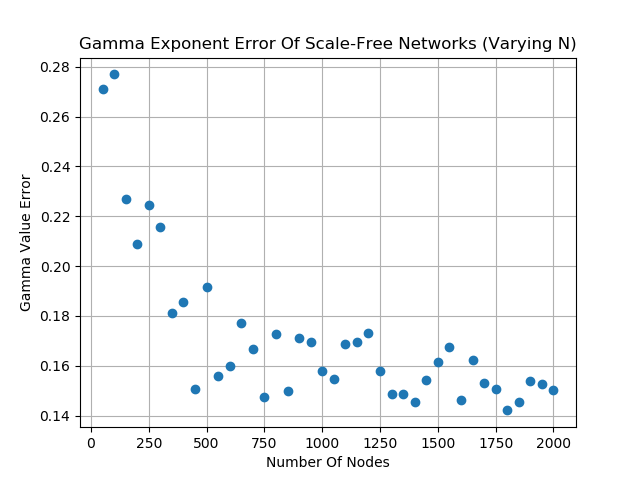 Gamma Exponent Error Of Scale-Free Networks (Varying N)
0.28
0.26
0.24
0.22
0.20
0.18
0.16
0.14
Gamma Value Error
0 250 500 750 1000 1250 1500 1750 2000
Number Of Nodes